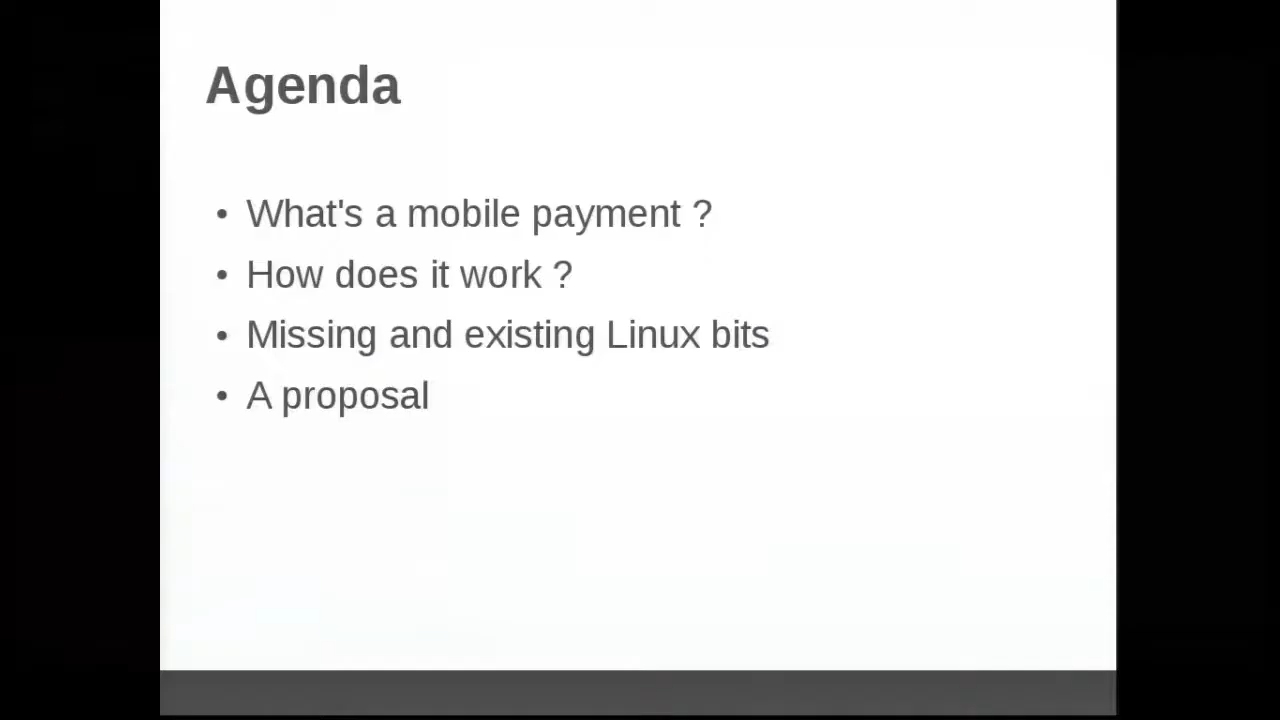 Agenda
• What's a mobile payment ?
• How does it work ?
• Missing and existing Linux bits
• A proposal